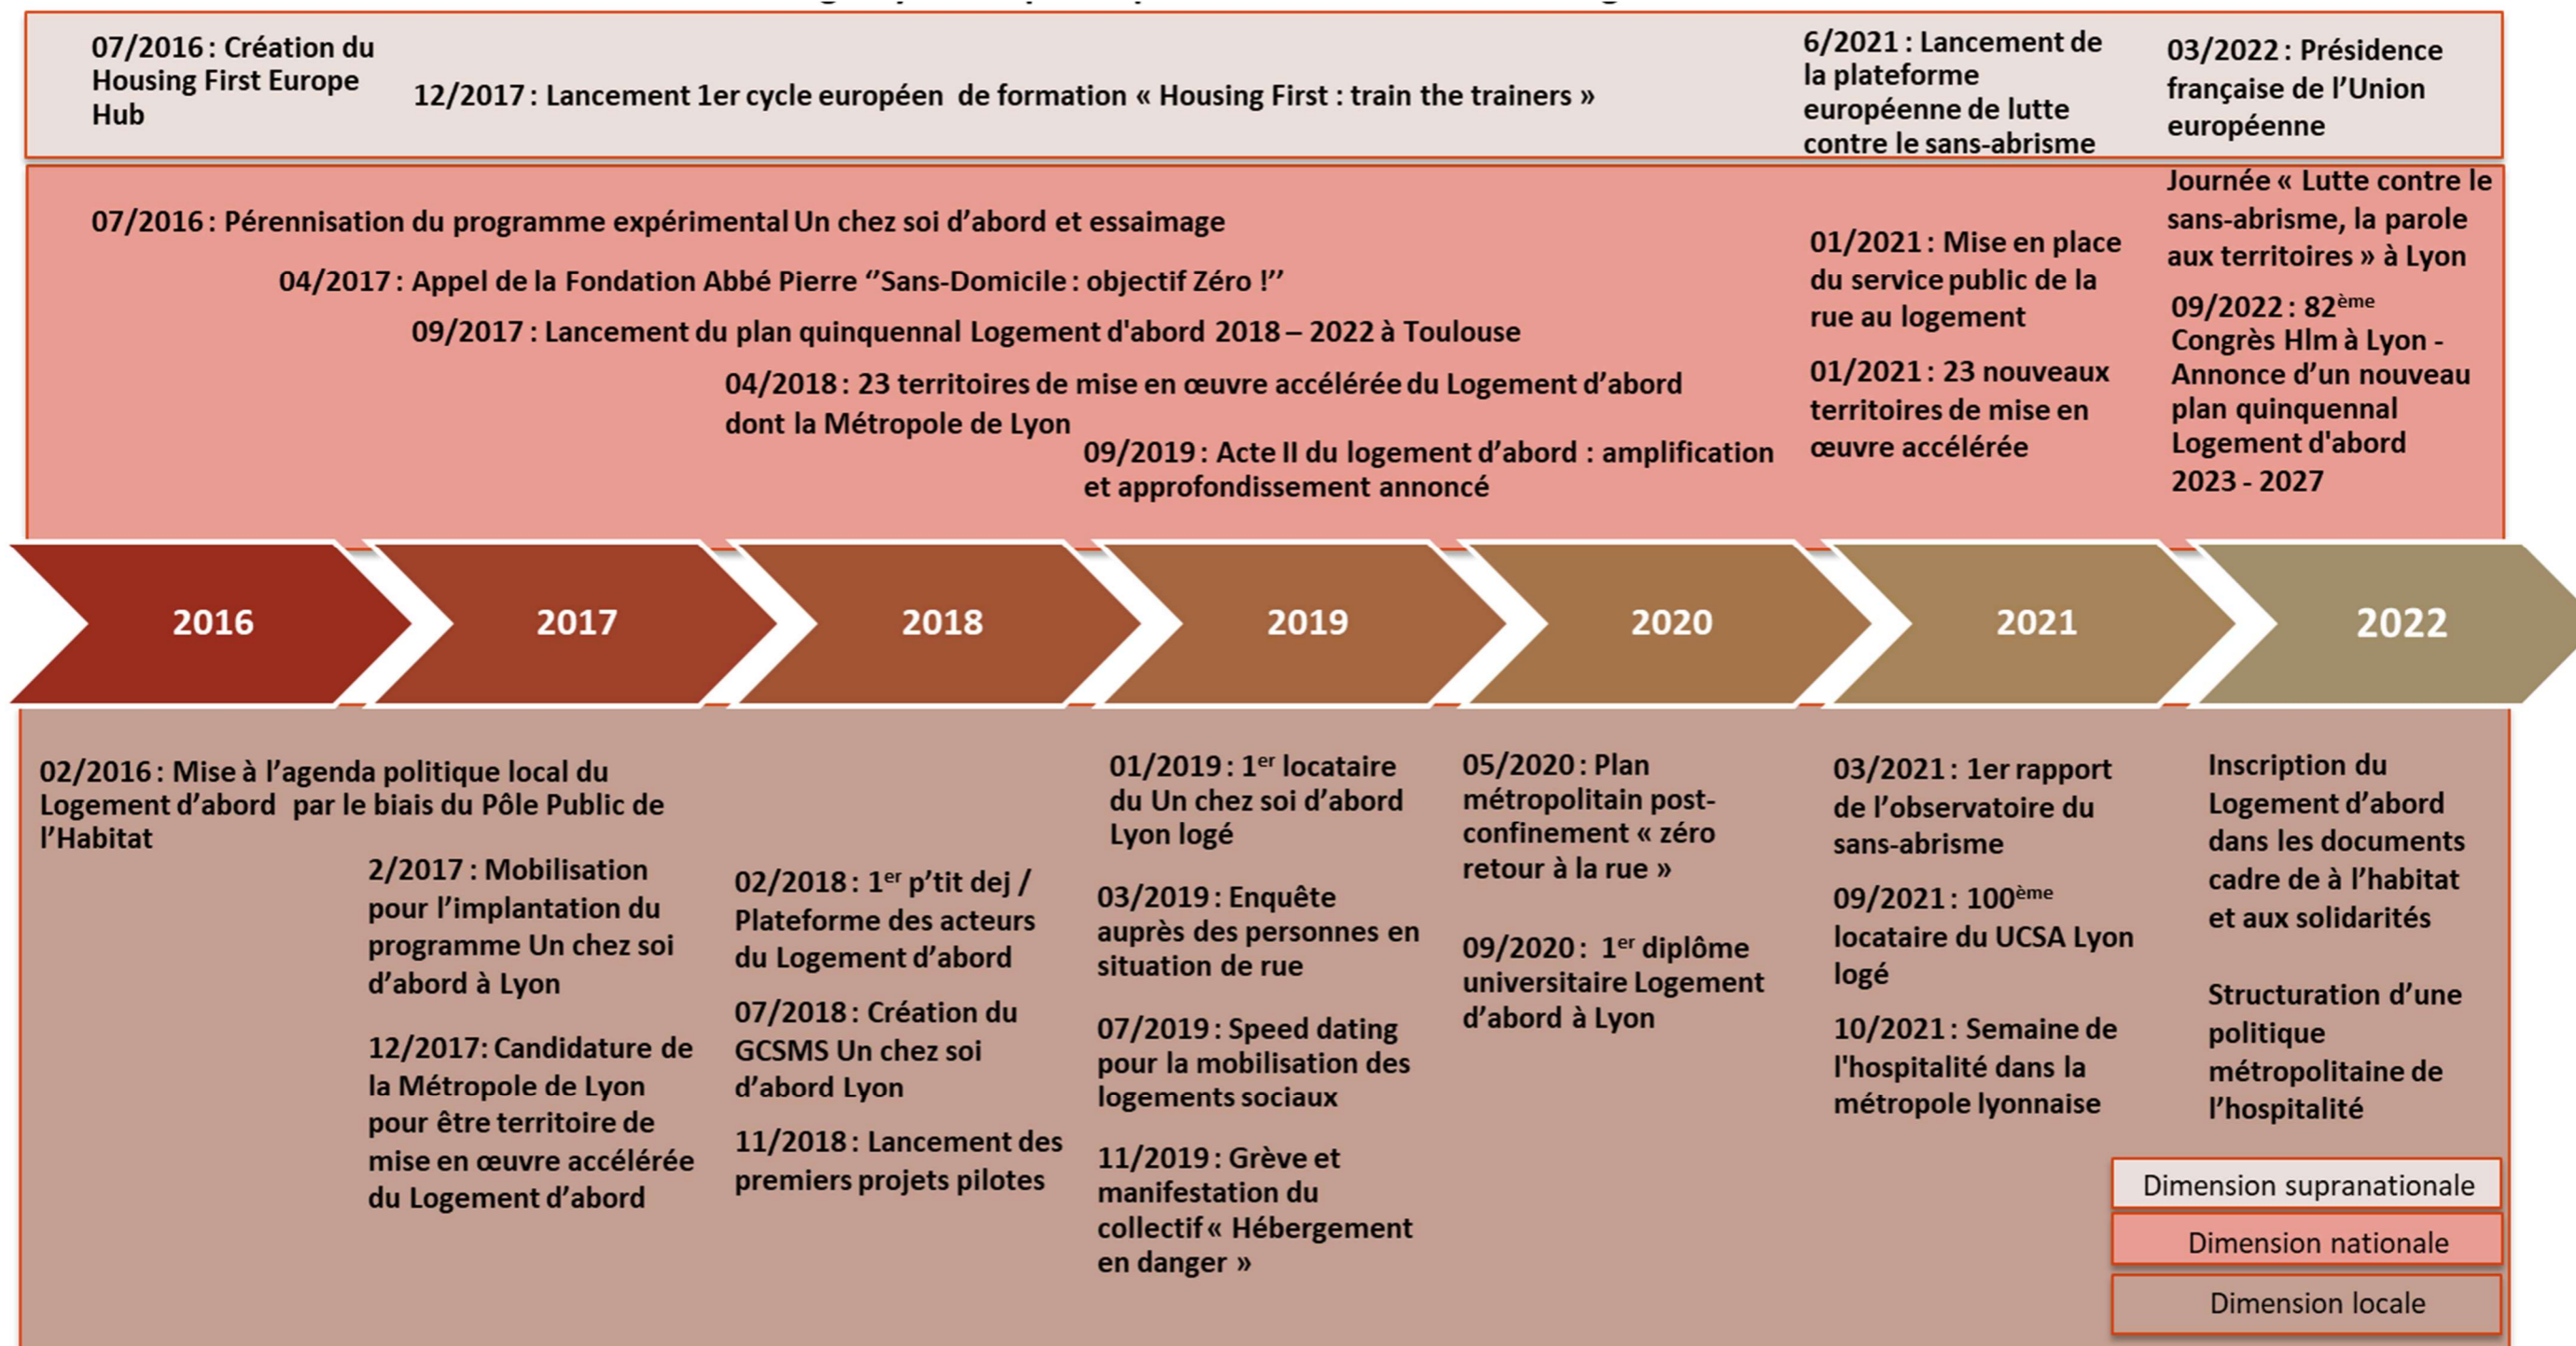 07/2016 : Création du
Housing First Europe
Hub
12/2017 : Lancement 1er cycle européen de formation « Housing First : train the trainers »
6/2021 : Lancement de
la plateforme
européenne de lutte
contre le sans-abrisme
03/2022 : Présidence
française de l’Union
européenne
07/2016 : Pérennisation du programme expérimental Un chez soi d’abord et essaimage
04/2017 : Appel de la Fondation Abbé Pierre ‘’Sans-Domicile : objectif Zéro !’’
09/2017 : Lancement du plan quinquennal Logement d'abord 2018 – 2022 à Toulouse
04/2018 : 23 territoires de mise en œuvre accélérée du Logement d’abord
dont la Métropole de Lyon
09/2019 : Acte II du logement d’abord : amplification
et approfondissement annoncé
01/2021 : Mise en place
du service public de la
rue au logement
01/2021 : 23 nouveaux
territoires de mise en
œuvre accélérée
Journée « Lutte contre le
sans-abrisme, la parole
aux territoires » à Lyon
09/2022 : 82ème
Congrès Hlm à Lyon -
Annonce d’un nouveau
plan quinquennal
Logement d'abord
2023 - 2027
2016
2017
2018
2019
2020
2021
2022
02/2016 : Mise à l’agenda politique local du
Logement d’abord par le biais du Pôle Public de
l’Habitat
2/2017 : Mobilisation
pour l’implantation du
programme Un chez soi
d’abord à Lyon
12/2017: Candidature de
la Métropole de Lyon
pour être territoire de
mise en œuvre accélérée
du Logement d’abord
02/2018 : 1er p’tit dej /
Plateforme des acteurs
du Logement d’abord
07/2018 : Création du
GCSMS Un chez soi
d’abord Lyon
11/2018 : Lancement des
premiers projets pilotes
01/2019 : 1er locataire
du Un chez soi d’abord
Lyon logé
03/2019 : Enquête
auprès des personnes en
situation de rue
07/2019 : Speed dating
pour la mobilisation des
logements sociaux
11/2019 : Grève et
manifestation du
collectif « Hébergement
en danger »
05/2020 : Plan
métropolitain post-
confinement « zéro
retour à la rue »
09/2020 : 1er diplôme
universitaire Logement
d’abord à Lyon
03/2021 : 1er rapport
de l’observatoire du
sans-abrisme
09/2021 : 100ème
locataire du UCSA Lyon
logé
10/2021 : Semaine de
l'hospitalité dans la
métropole lyonnaise
Inscription du
Logement d’abord
dans les documents
cadre de à l’habitat
et aux solidarités
Structuration d’une
politique
métropolitaine de
l’hospitalité
Dimension supranationale
Dimension nationale
Dimension locale